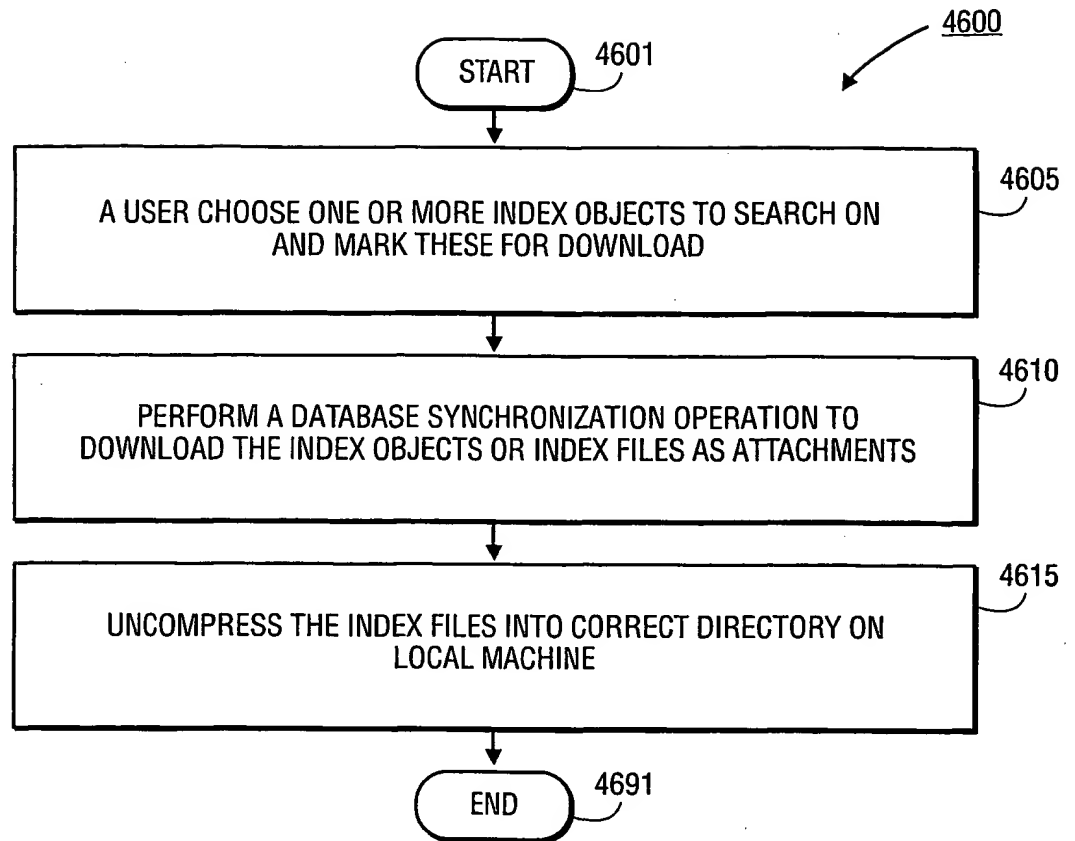 4600
START
4601
4605
A USER CHOOSE ONE OR MORE INDEX OBJECTS TO SEARCH ON
AND MARK THESE FOR DOWNLOAD
4610
PERFORM A DATABASE SYNCHRONIZATION OPERATION TO
DOWNLOAD THE INDEX OBJECTS OR INDEX FILES AS ATTACHMENTS
4615
UNCOMPRESS THE INDEX FILES INTO CORRECT DIRECTORY ON
LOCAL MACHINE
END
4691